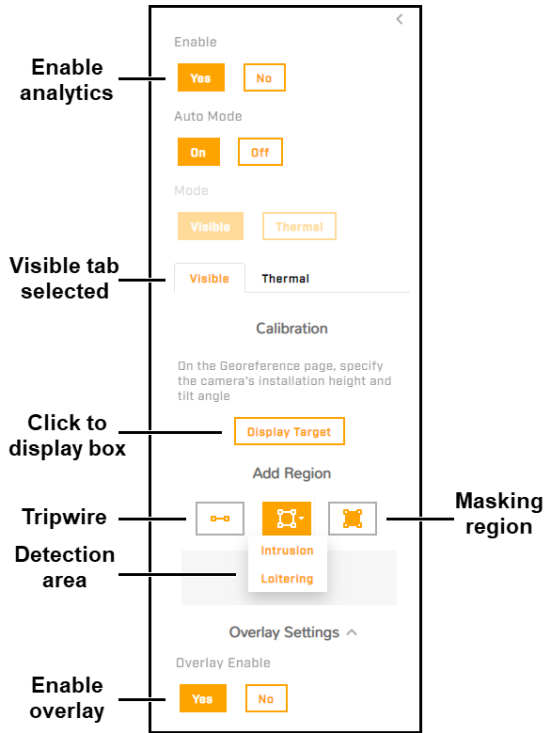 Enable
Enable
analytics
Yes
No
Auto Mode
On
Off
Mode
Visible
Thermal
Visible tab
selected
Visible
Thermal
Calibration
On the Georeference page, specify
the camera's installation height and
tilt angle
Click to
display box
Display Target
Add Region
Tripwire
Masking
region
Detection
area
Intrusion
Loitering
Overlay Settings
Overlay Enable
Enable
overlay
Yes
No